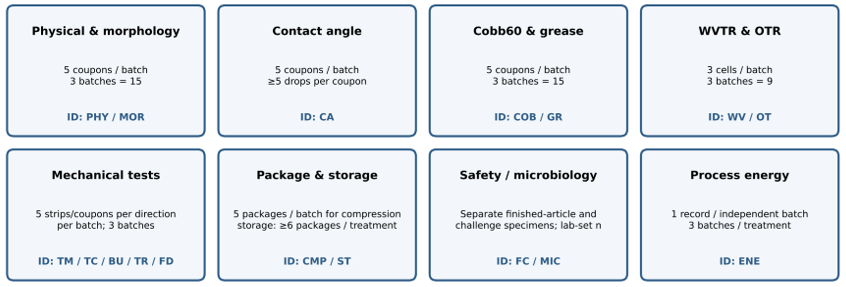 Physical & morphology
5 coupons / batch
3 batches = 15
ID: PHY / MOR
Contact angle
5 coupons / batch
≥5 drops per coupon
ID: CA
Cobb60 & grease
5 coupons / batch
3 batches = 15
ID: COB / GR
WVTR & OTR
3 cells / batch
3 batches = 9
ID: WV / OT
Mechanical tests
5 strips/coupons per direction
per batch; 3 batches
ID: TM / TC / BU / TR / FD
Package & storage
5 packages / batch for compression
storage: ≥6 packages / treatment
ID: CMP / ST
Safety / microbiology
Separate finished-article and
challenge specimens; lab-set n
ID: FC / MIC
Process energy
1 record / independent batch
3 batches / treatment
ID: ENE